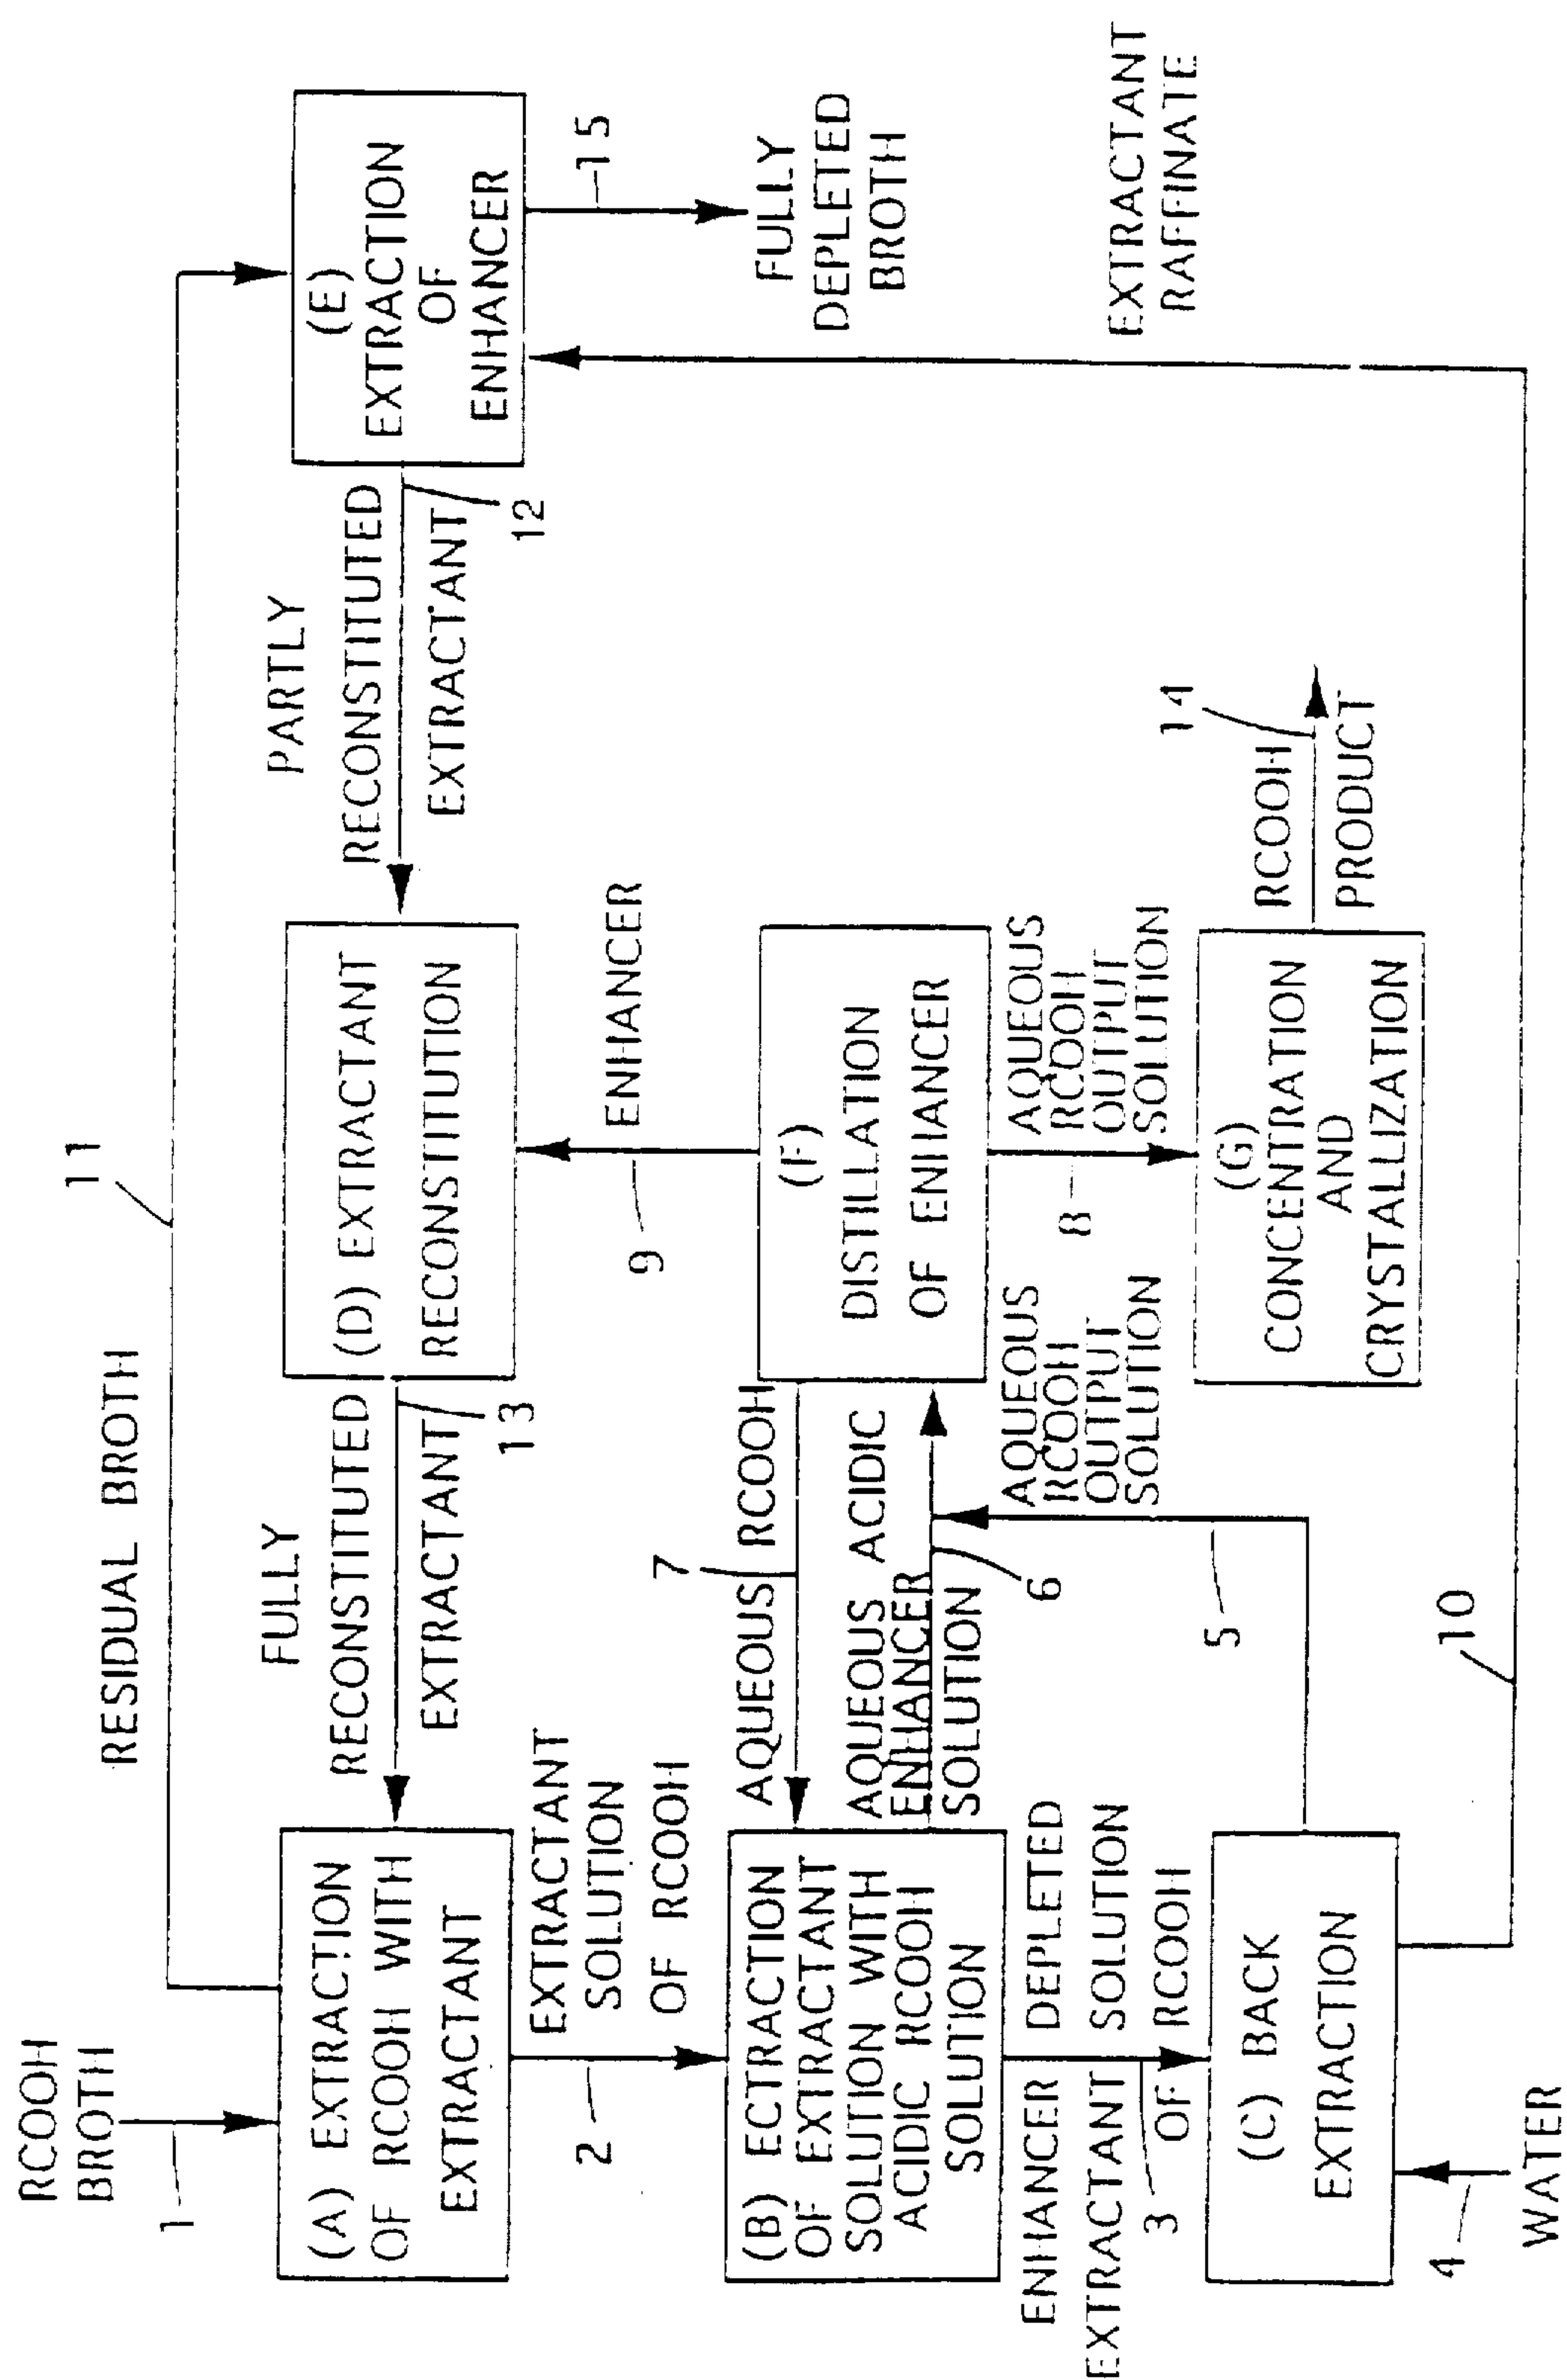 RCOOH
BROTH
1
RESIDUAL BROTH
11
(A) EXTRACTION
OF RCOOH WITH
EXTRACTANT
FULLY
RECONSTITUTED
EXTRACTANT
13
(D) EXTRACTANT
RECONSTITUTION
PARTLY
RECONSTITUTED
EXTRACTANT
12
(E)
EXTRACTION
OF
ENHANCER
15
FULLY
DEPLETED
BROTH
EXTRACTANT
SOLUTION
OF RCOOH
2
9
ENHANCER
(B) ECTRACTION
OF EXTRACTANT
SOLUTION WITH
ACIDIC RCOOH
SOLUTION
7
AQUEOUS RCOOH
AQUEOUS ACIDIC
ENHANCER
SOLUTION
6
(F)
DISTILLATION
OF ENHANCER
AQUEOUS
RCOOH
OUTPUT
SOLUTION
5
AQUEOUS
RCOOH
OUTPUT
SOLUTION
8
ENHANCER DEPLETED
EXTRACTANT SOLUTION
OF RCOOH
3
(C) BACK
EXTRACTION
4
WATER
(G)
CONCENTRATION
AND
CRYSTALLIZATION
14
RCOOH
PRODUCT
10
EXTRACTANT
RAFFINATE